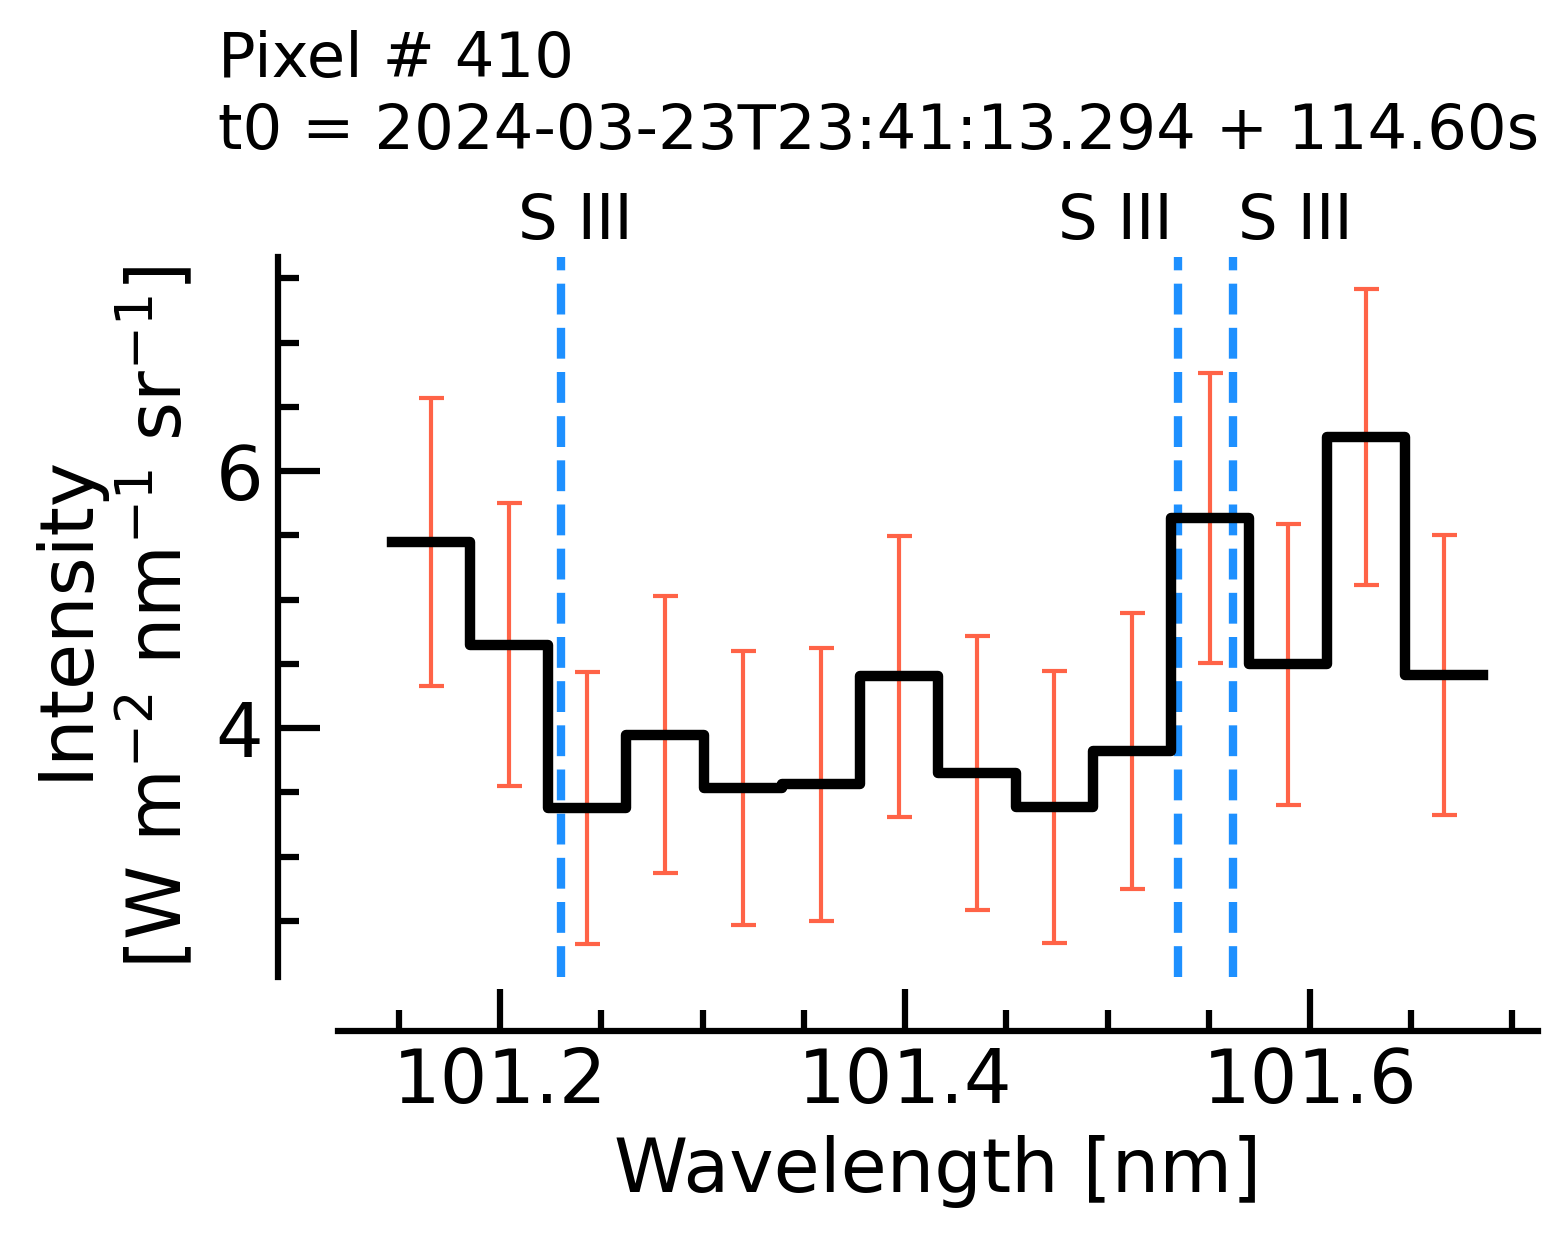 Pixel # 410
t0 = 2024-03-23T23:41:13.294 + 114.60s
S III S III S III
Intensity
[W m⁻² nm⁻¹ sr⁻¹]
6
4
101.2 101.4 101.6
Wavelength [nm]